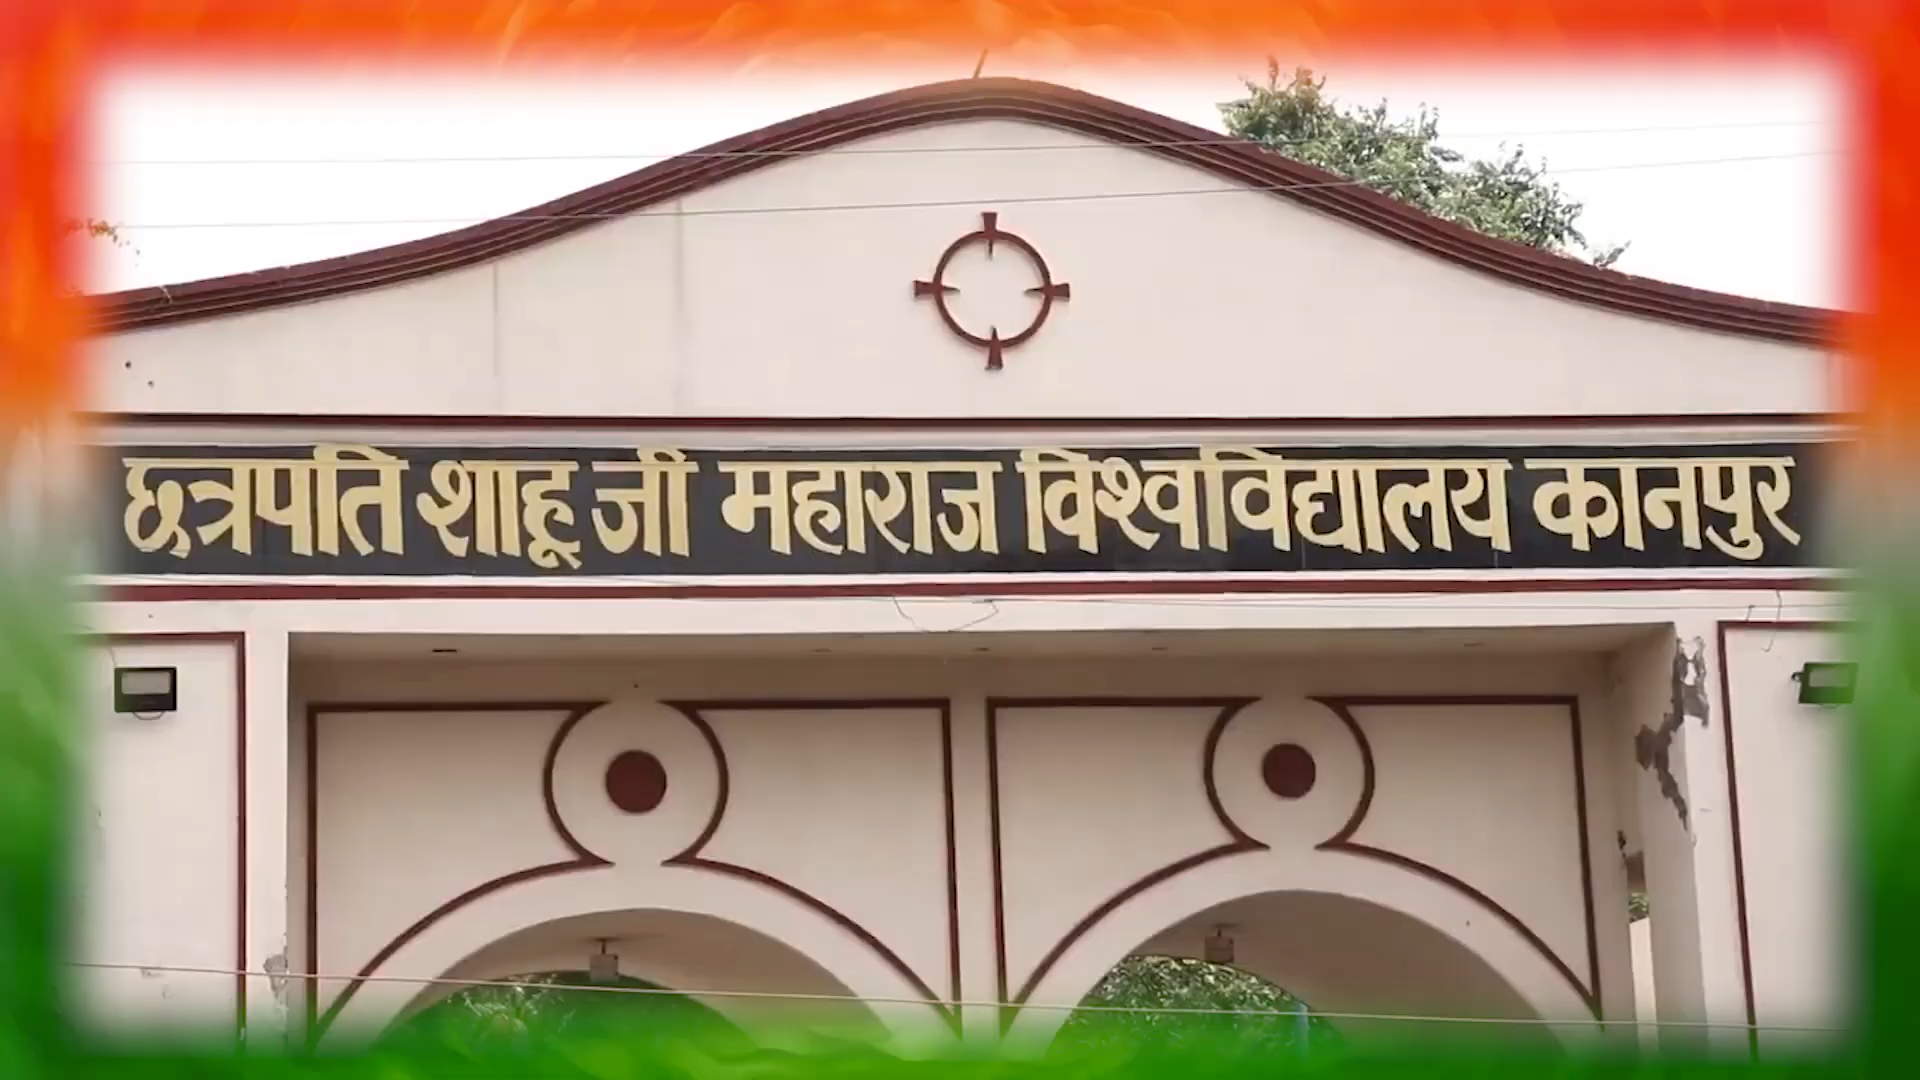 छत्रपति शाहू जी महाराज विश्वविद्यालय कानपुर